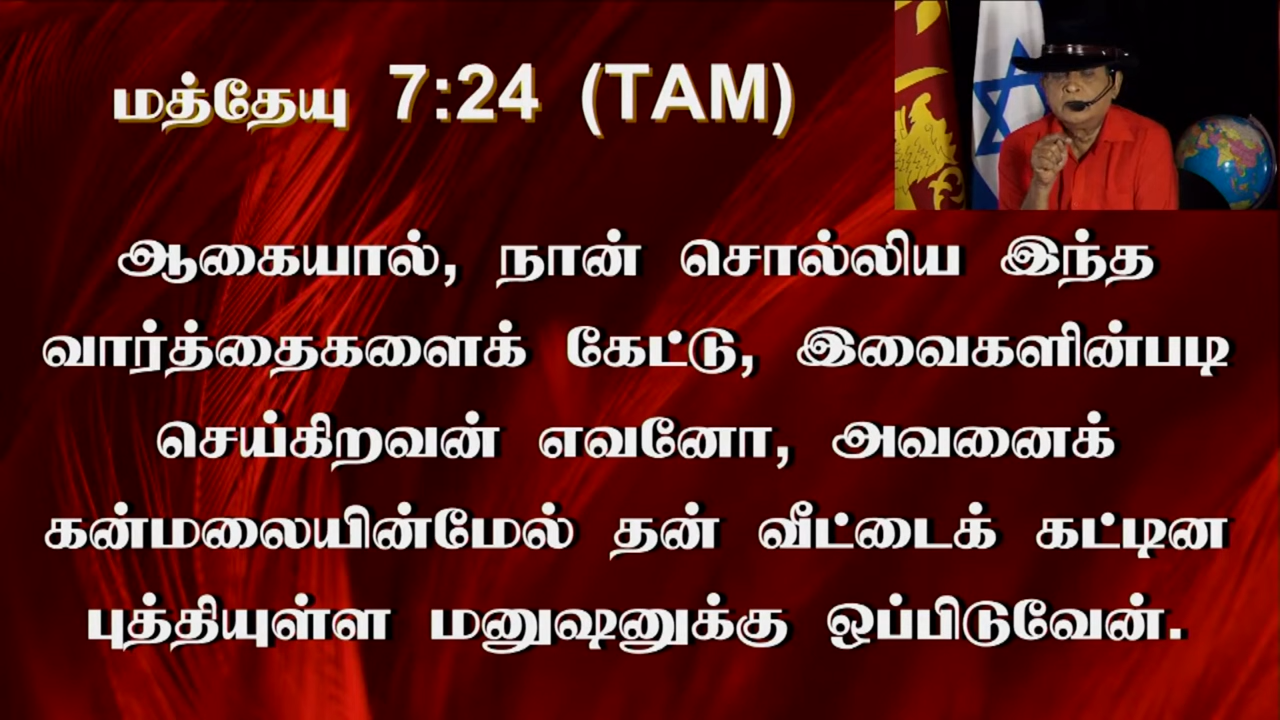 மத்தேயு 7:24 (TAM)
ஆகையால், நான் சொல்லிய இந்த
வார்த்தைகளைக் கேட்டு, இவைகளின்படி
செய்கிறவன் எவனோ, அவனைக்
கன்மலையின்மேல் தன் வீட்டைக் கட்டின
புத்தியுள்ள மனுஷனுக்கு ஒப்பிடுவேன்.